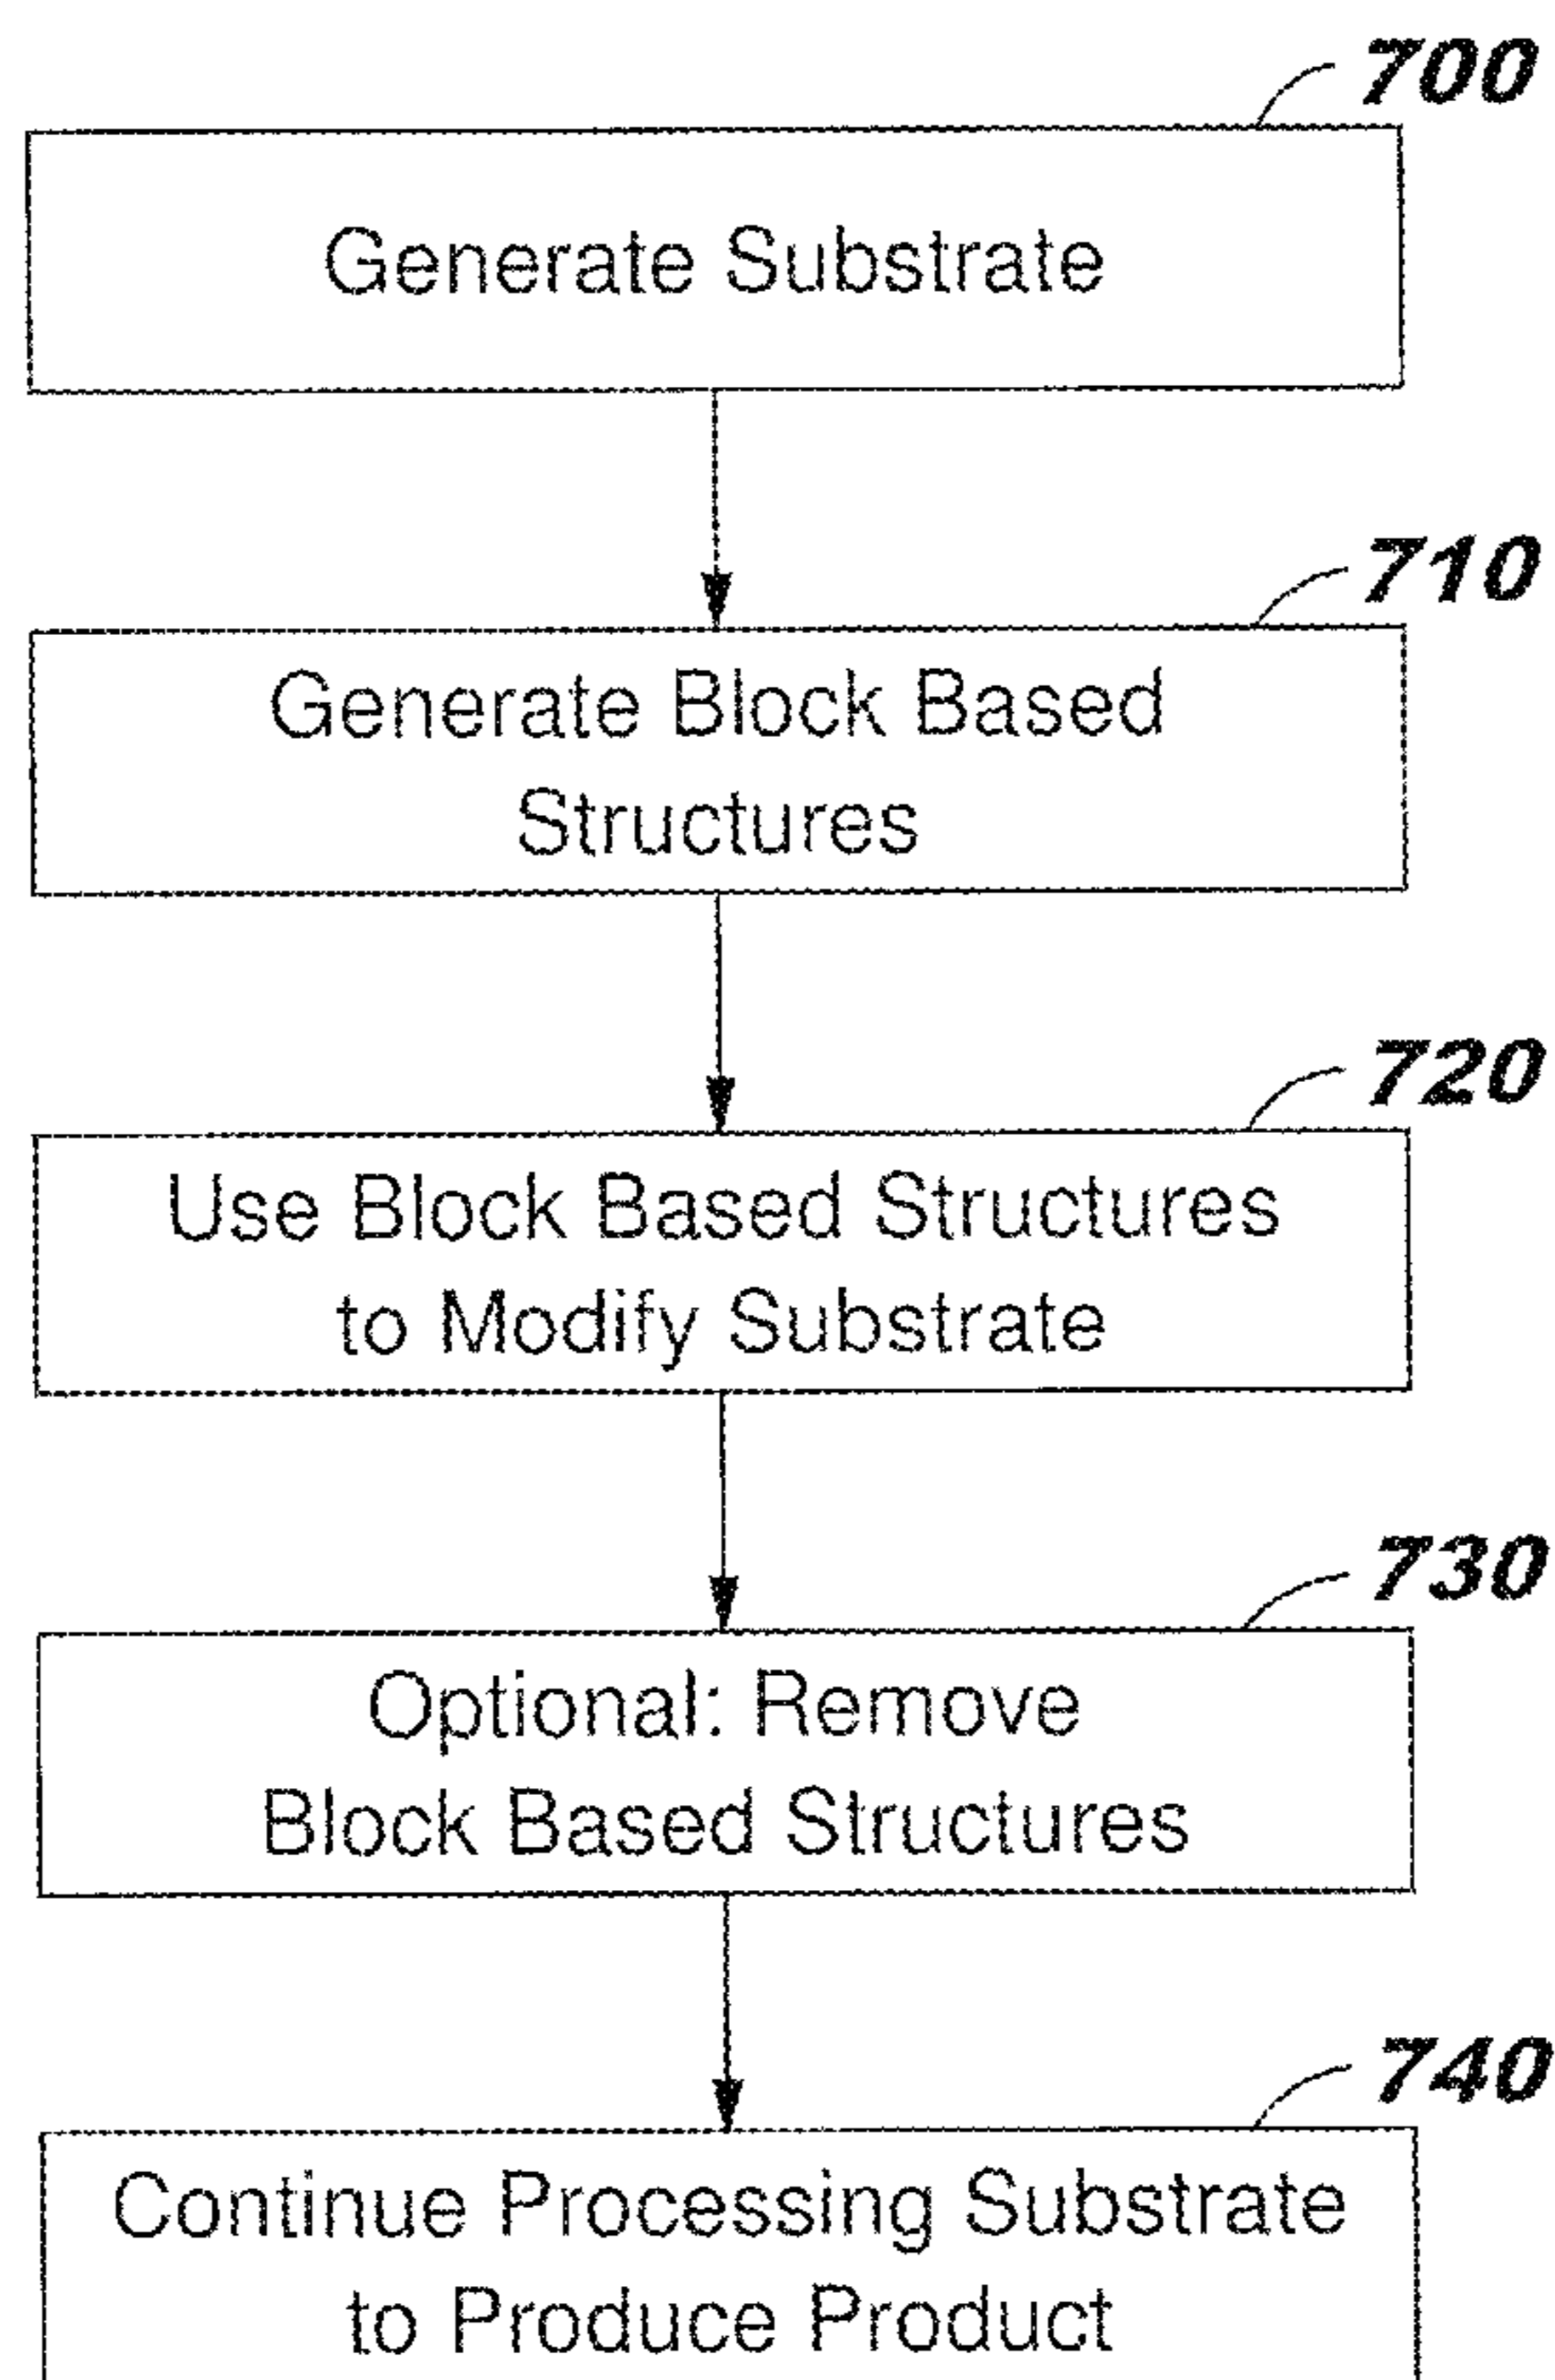 700
Generate Substrate
710
Generate Block Based
Structures
720
Use Block Based Structures
to Modify Substrate
730
Optional: Remove
Block Based Structures
740
Continue Processing Substrate
to Produce Product